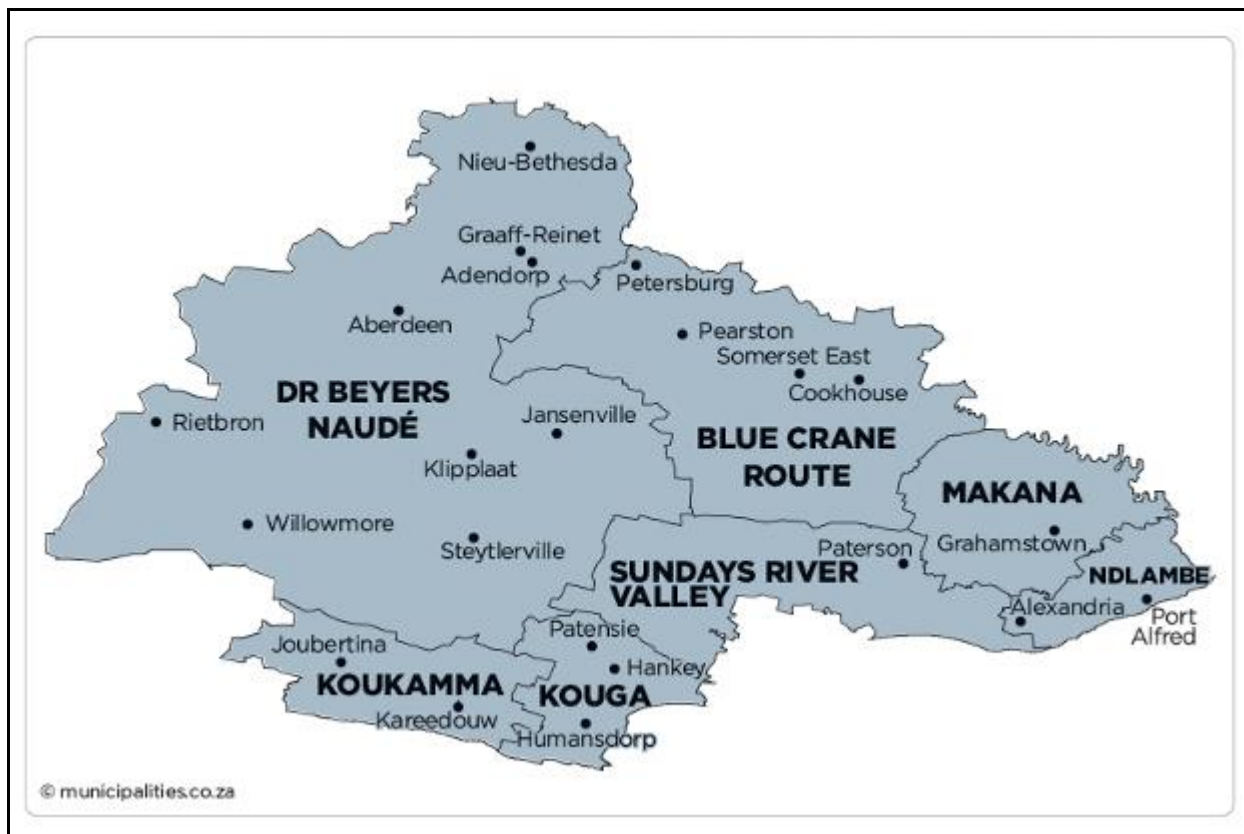 Nieu-Bethesda
Graaff-Reinet
Adendorp
Petersburg
Aberdeen
Pearston
Somerset East
Cookhouse
DR BEYERS
NAUDÉ
Rietbron
Jansenville
BLUE CRANE
ROUTE
Klipplaat
MAKANA
Willowmore
Steytlerville
Paterson
Grahamstown
SUNDAYS RIVER
VALLEY
NDLAMBE
Alexandria
Port
Alfred
Patensie
Joubertina
Hankey
KOUKAMMA
KOUGA
Kareedouw
Humansdorp
© municipalities.co.za